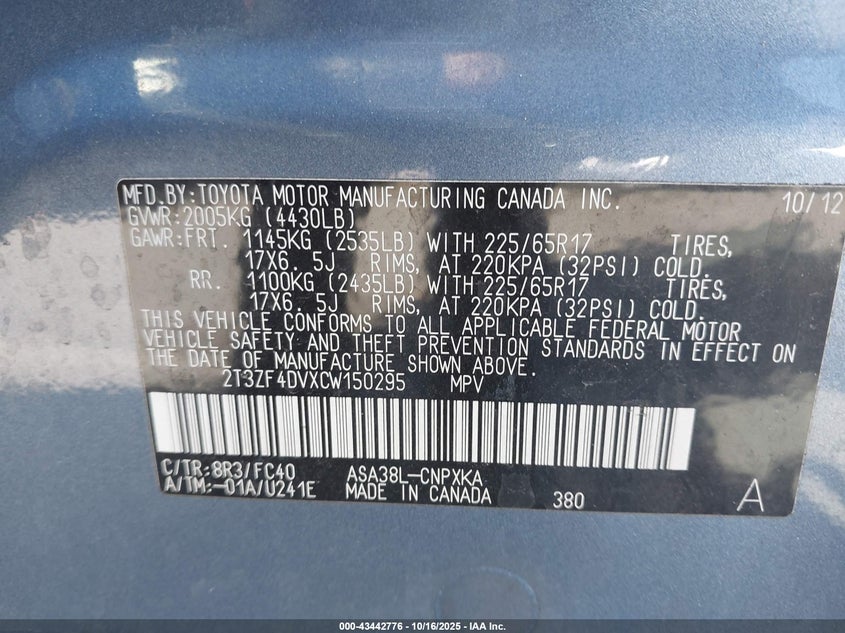 MFD.BY:TOYOTA MOTOR MANUFACTURING CANADA INC. 10/12
GVWR:2005KG (4430LB)
GAWR:FRT. 1145KG (2535LB) WITH 225/65R17 TIRES,
17X6. 5J RIMS, AT 220KPA (32PSI) COLD.
RR. 1100KG (2435LB) WITH 225/65R17 TIRES,
17X6. 5J RIMS, AT 220KPA (32PSI) COLD.
THIS VEHICLE CONFORMS TO ALL APPLICABLE FEDERAL MOTOR
VEHICLE SAFETY AND THEFT PREVENTION STANDARDS IN EFFECT ON
THE DATE OF MANUFACTURE SHOWN ABOVE.
2T3ZF4DVXCW150295 MPV
C/TR:8R3/FC40 ASA38L-CNPXKA
A/TM:-01A/U241E MADE IN CANADA 380 A
000-43442776 | 10/16/2025 - IAA Inc.